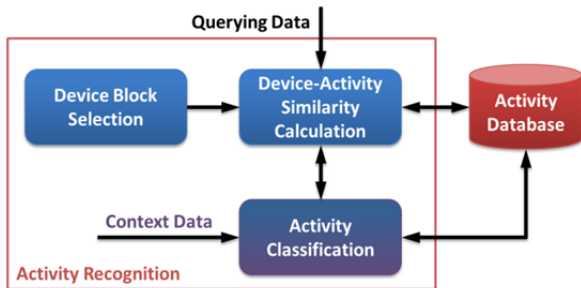 Querying Data
Device Block
Selection
Device-Activity
Similarity
Calculation
Activity
Database
Context Data
Activity
Classification
Activity Recognition